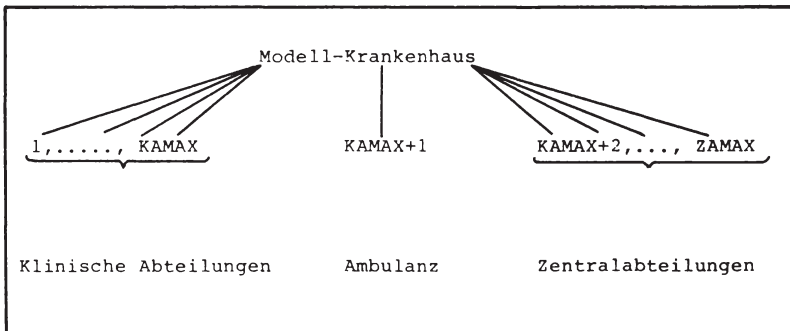 Modell-Krankenhaus
1,....., KAMAX KAMAX+1 KAMAX+2,..., ZAMAX
Klinische Abteilungen Ambulanz Zentralabteilungen